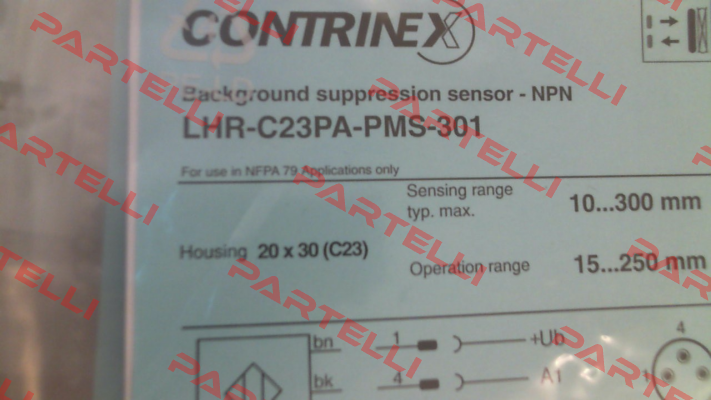 CONTRINEX
Background suppression sensor - NPN
LHR-C23PA-PMS-301
For use in NFPA 79 Applications only
Sensing range
typ. max.
10...300 mm
Housing 20 x 30 (C23)
Operation range
15...250 mm
bn
1
+Ub
4
bk
4
A1
PARTELLI
PARTELLI
PARTELLI
PARTELLI
PARTELLI
PARTELLI
PARTELLI
PARTELLI